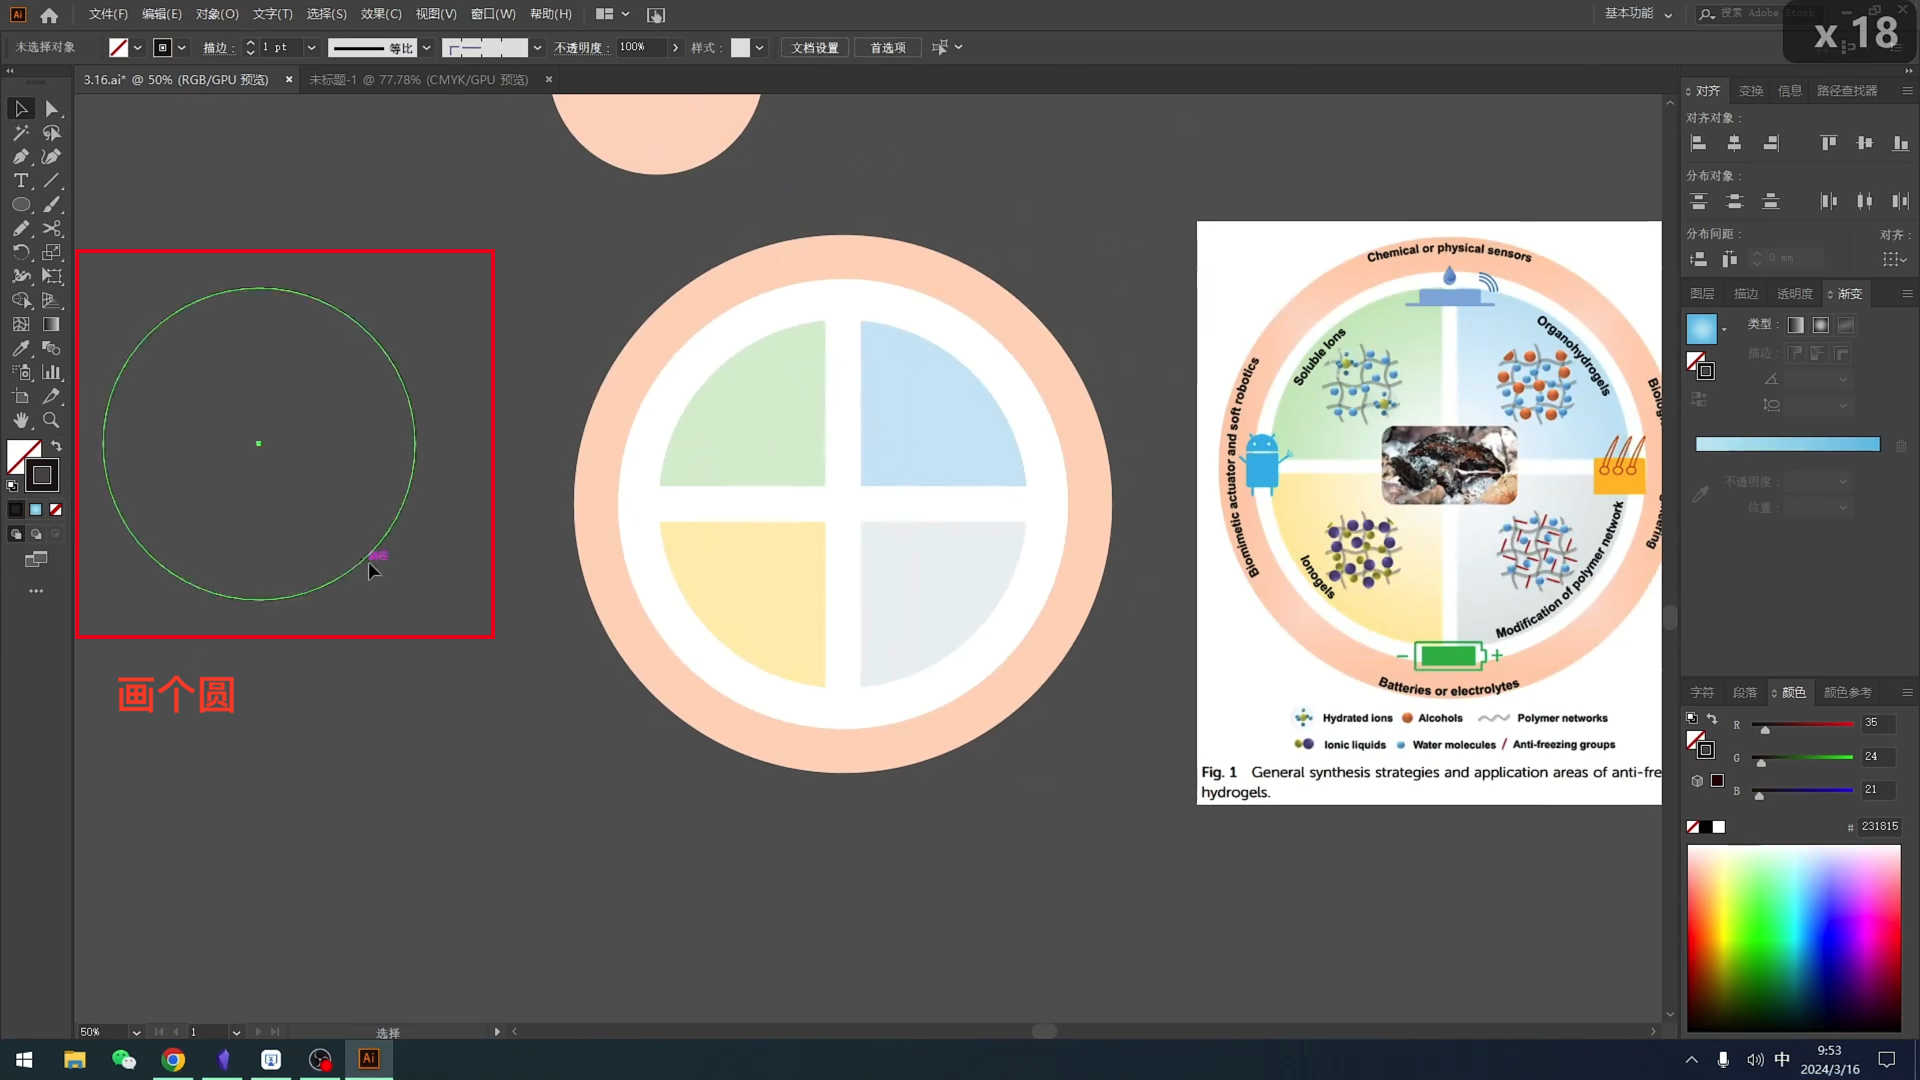 Ai 文件(F) 编辑(E) 对象(O) 文字(T) 选择(S) 效果(C) 视图(V) 窗口(W) 帮助(H) 基本功能 搜索 Adobe Stock
x 18
未选择对象 描边: 1 pt 等比 不透明度: 100% 样式: 文档设置 首选项
3.16.ai* @ 50% (RGB/GPU 预览) × 未标题-1 @ 77.78% (CMYK/GPU 预览) ×
对齐 变换 信息 路径查找器
对齐对象:
分布对象:
分布间距: 对齐:
0 mm
图层 描边 透明度 渐变
类型:
描边:
不透明度:
位置:
画个圆
Chemical or physical sensors
Soluble Ions
Organohydrogels
Biomimetic actuator and soft robotics
Ionogels
Modification of polymer network
Batteries or electrolytes
Hydrated ions Alcohols Polymer networks
Ionic liquids Water molecules Anti-freezing groups
Fig. 1 General synthesis strategies and application areas of anti-fre
hydrogels.
字符 段落 颜色 颜色参考
R 35
G 24
B 21
# 231815
50% 1 选择
Ai
中
9:53
2024/3/16